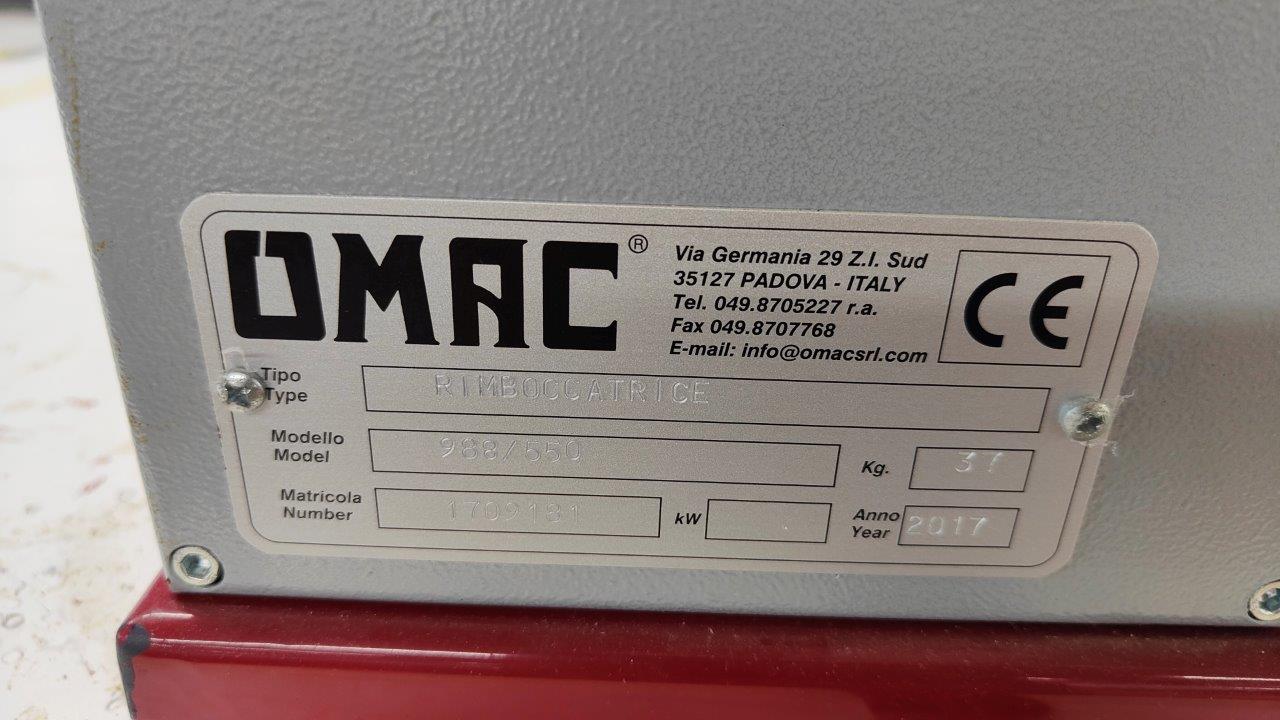 OMAC®
Via Germania 29 Z.I. Sud
35127 PADOVA - ITALY
Tel. 049.8705227 r.a.
Fax 049.8707768
E-mail: info@omacsrl.com
CE
Tipo
Type
RIMBOCCATRICE
Modello
Model
988/550
Kg.
Matricola
Number
1709181
kW
Anno
Year
2017